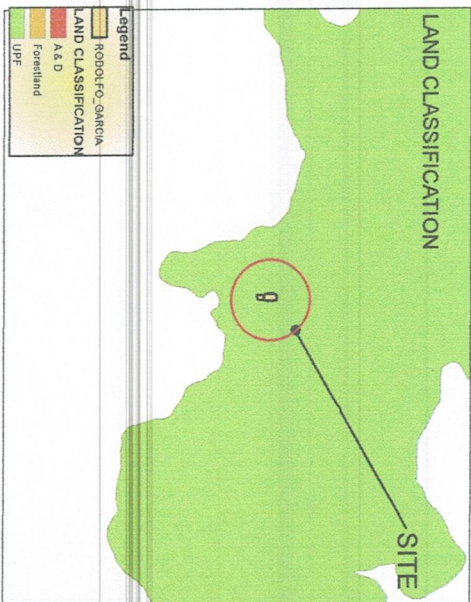 LAND CLASSIFICATION
SITE
Legend
RODOLFO_GARCIA
LAND CLASSIFICATION
A & D
Forestland
UPF